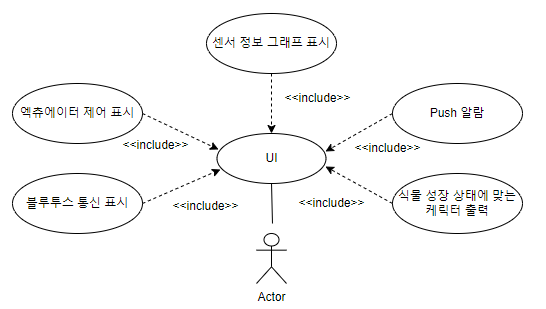 센서 정보 그래프 표시
<<include>>
엑츄에이터 제어 표시
<<include>>
Push 알람
<<include>>
UI
블루투스 통신 표시
<<include>>
식물 성장 상태에 맞는
케릭터 출력
<<include>>
Actor